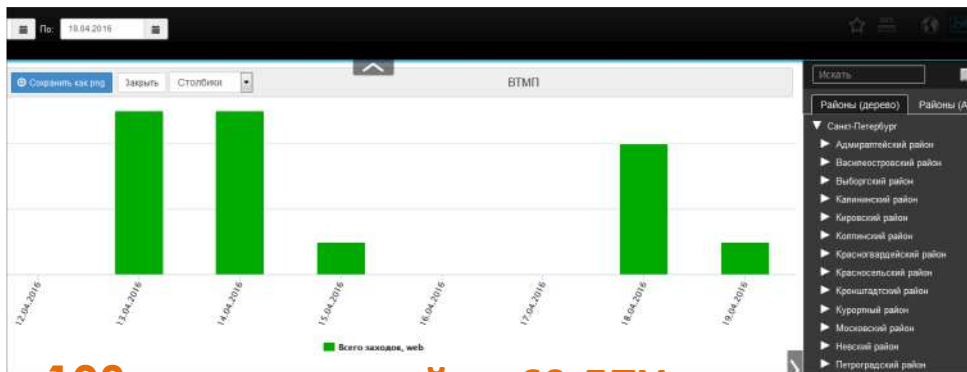 По: 19.04.2016
Сохранить как png Закрыть Столбики ВТМП
Искать
Районы (дерево) Районы (А
Санкт-Петербург
Адмиралтейский район
Василеостровский район
Выборгский район
Калининский район
Кировский район
Колпинский район
Красногвардейский район
Красносельский район
Кронштадтский район
Курортный район
Московский район
Невский район
Петроградский район
12.04.2016 13.04.2016 14.04.2016 15.04.2016 16.04.2016 17.04.2016 18.04.2016 19.04.2016
Всего заходов, web